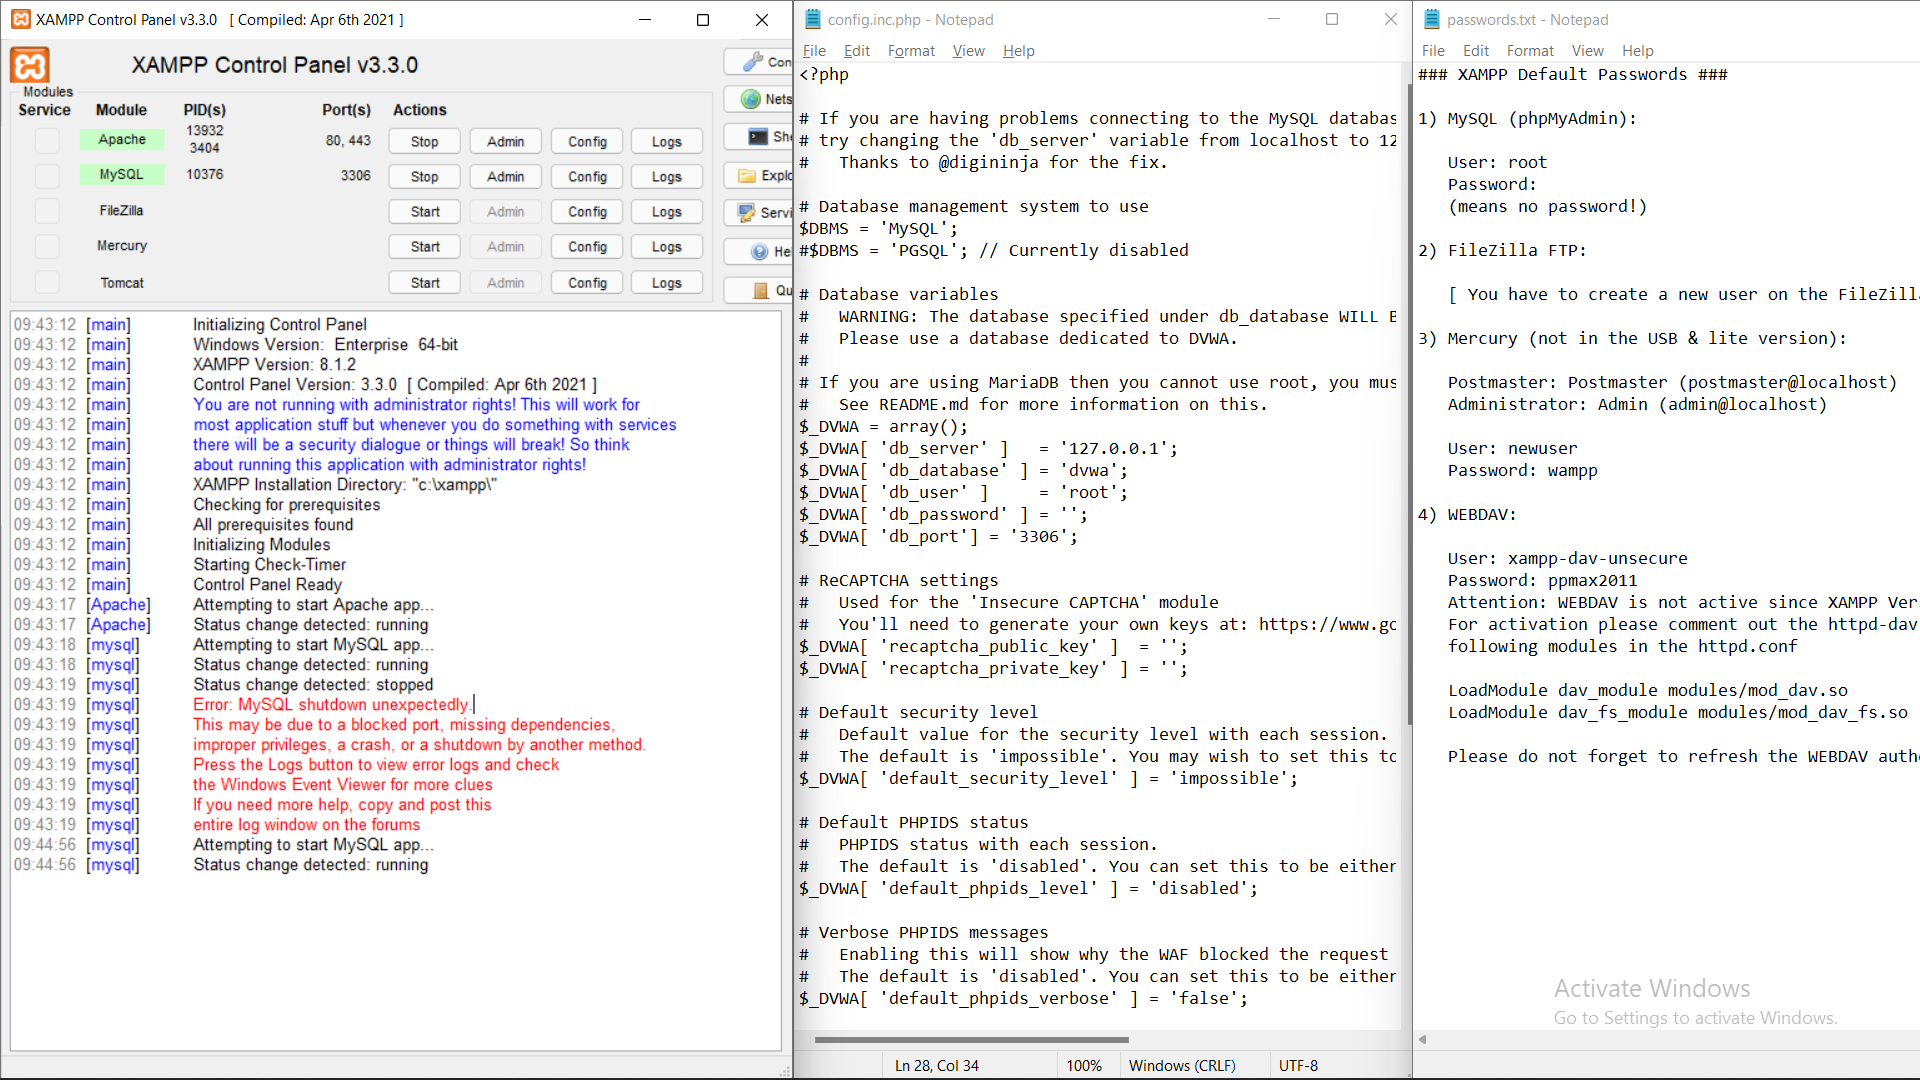 XAMPP Control Panel v3.3.0 [ Compiled: Apr 6th 2021 ]
XAMPP Control Panel v3.3.0
Modules
Service Module PID(s) Port(s) Actions
Apache 13932 3404 80, 443 Stop Admin Config Logs
MySQL 10376 3306 Stop Admin Config Logs
FileZilla Start Admin Config Logs
Mercury Start Admin Config Logs
Tomcat Start Admin Config Logs
Con
Nets
She
Explo
Servi
He
Qu
09:43:12 [main] Initializing Control Panel
09:43:12 [main] Windows Version: Enterprise 64-bit
09:43:12 [main] XAMPP Version: 8.1.2
09:43:12 [main] Control Panel Version: 3.3.0 [ Compiled: Apr 6th 2021 ]
09:43:12 [main] You are not running with administrator rights! This will work for
09:43:12 [main] most application stuff but whenever you do something with services
09:43:12 [main] there will be a security dialogue or things will break! So think
09:43:12 [main] about running this application with administrator rights!
09:43:12 [main] XAMPP Installation Directory: "c:\xampp\"
09:43:12 [main] Checking for prerequisites
09:43:12 [main] All prerequisites found
09:43:12 [main] Initializing Modules
09:43:12 [main] Starting Check-Timer
09:43:12 [main] Control Panel Ready
09:43:17 [Apache] Attempting to start Apache app...
09:43:17 [Apache] Status change detected: running
09:43:18 [mysql] Attempting to start MySQL app...
09:43:18 [mysql] Status change detected: running
09:43:19 [mysql] Status change detected: stopped
09:43:19 [mysql] Error: MySQL shutdown unexpectedly.
09:43:19 [mysql] This may be due to a blocked port, missing dependencies,
09:43:19 [mysql] improper privileges, a crash, or a shutdown by another method.
09:43:19 [mysql] Press the Logs button to view error logs and check
09:43:19 [mysql] the Windows Event Viewer for more clues
09:43:19 [mysql] If you need more help, copy and post this
09:43:19 [mysql] entire log window on the forums
09:44:56 [mysql] Attempting to start MySQL app...
09:44:56 [mysql] Status change detected: running
config.inc.php - Notepad
File Edit Format View Help
<?php
# If you are having problems connecting to the MySQL databas
# try changing the 'db_server' variable from localhost to 12
#   Thanks to @digininja for the fix.
# Database management system to use
$DBMS = 'MySQL';
#$DBMS = 'PGSQL'; // Currently disabled
# Database variables
#   WARNING: The database specified under db_database WILL B
#   Please use a database dedicated to DVWA.
#
# If you are using MariaDB then you cannot use root, you mus
#   See README.md for more information on this.
$_DVWA = array();
$_DVWA[ 'db_server' ]   = '127.0.0.1';
$_DVWA[ 'db_database' ] = 'dvwa';
$_DVWA[ 'db_user' ]     = 'root';
$_DVWA[ 'db_password' ] = '';
$_DVWA[ 'db_port'] = '3306';
# ReCAPTCHA settings
#   Used for the 'Insecure CAPTCHA' module
#   You'll need to generate your own keys at: https://www.go
$_DVWA[ 'recaptcha_public_key' ]  = '';
$_DVWA[ 'recaptcha_private_key' ] = '';
# Default security level
#   Default value for the security level with each session.
#   The default is 'impossible'. You may wish to set this to
$_DVWA[ 'default_security_level' ] = 'impossible';
# Default PHPIDS status
#   PHPIDS status with each session.
#   The default is 'disabled'. You can set this to be either
$_DVWA[ 'default_phpids_level' ] = 'disabled';
# Verbose PHPIDS messages
#   Enabling this will show why the WAF blocked the request
#   The default is 'disabled'. You can set this to be either
$_DVWA[ 'default_phpids_verbose' ] = 'false';
Ln 28, Col 34 100% Windows (CRLF) UTF-8
passwords.txt - Notepad
File Edit Format View Help
### XAMPP Default Passwords ###
1) MySQL (phpMyAdmin):
User: root
Password:
(means no password!)
2) FileZilla FTP:
[ You have to create a new user on the FileZilla
3) Mercury (not in the USB & lite version):
Postmaster: Postmaster (postmaster@localhost)
Administrator: Admin (admin@localhost)
User: newuser
Password: wampp
4) WEBDAV:
User: xampp-dav-unsecure
Password: ppmax2011
Attention: WEBDAV is not active since XAMPP Vers
For activation please comment out the httpd-dav
following modules in the httpd.conf
LoadModule dav_module modules/mod_dav.so
LoadModule dav_fs_module modules/mod_dav_fs.so
Please do not forget to refresh the WEBDAV authe
Activate Windows
Go to Settings to activate Windows.